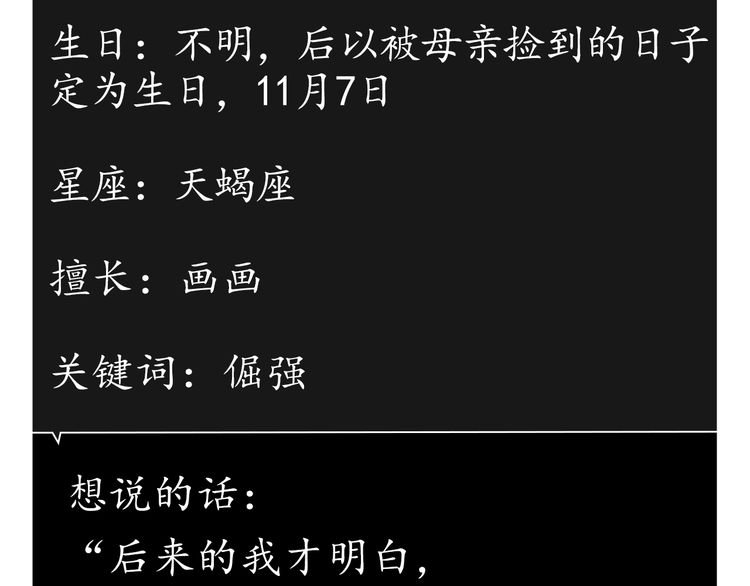 生日：不明，后以被母亲捡到的日子
定为生日，11月7日
星座：天蝎座
擅长：画画
关键词：倔强
想说的话：
“后来的我才明白，